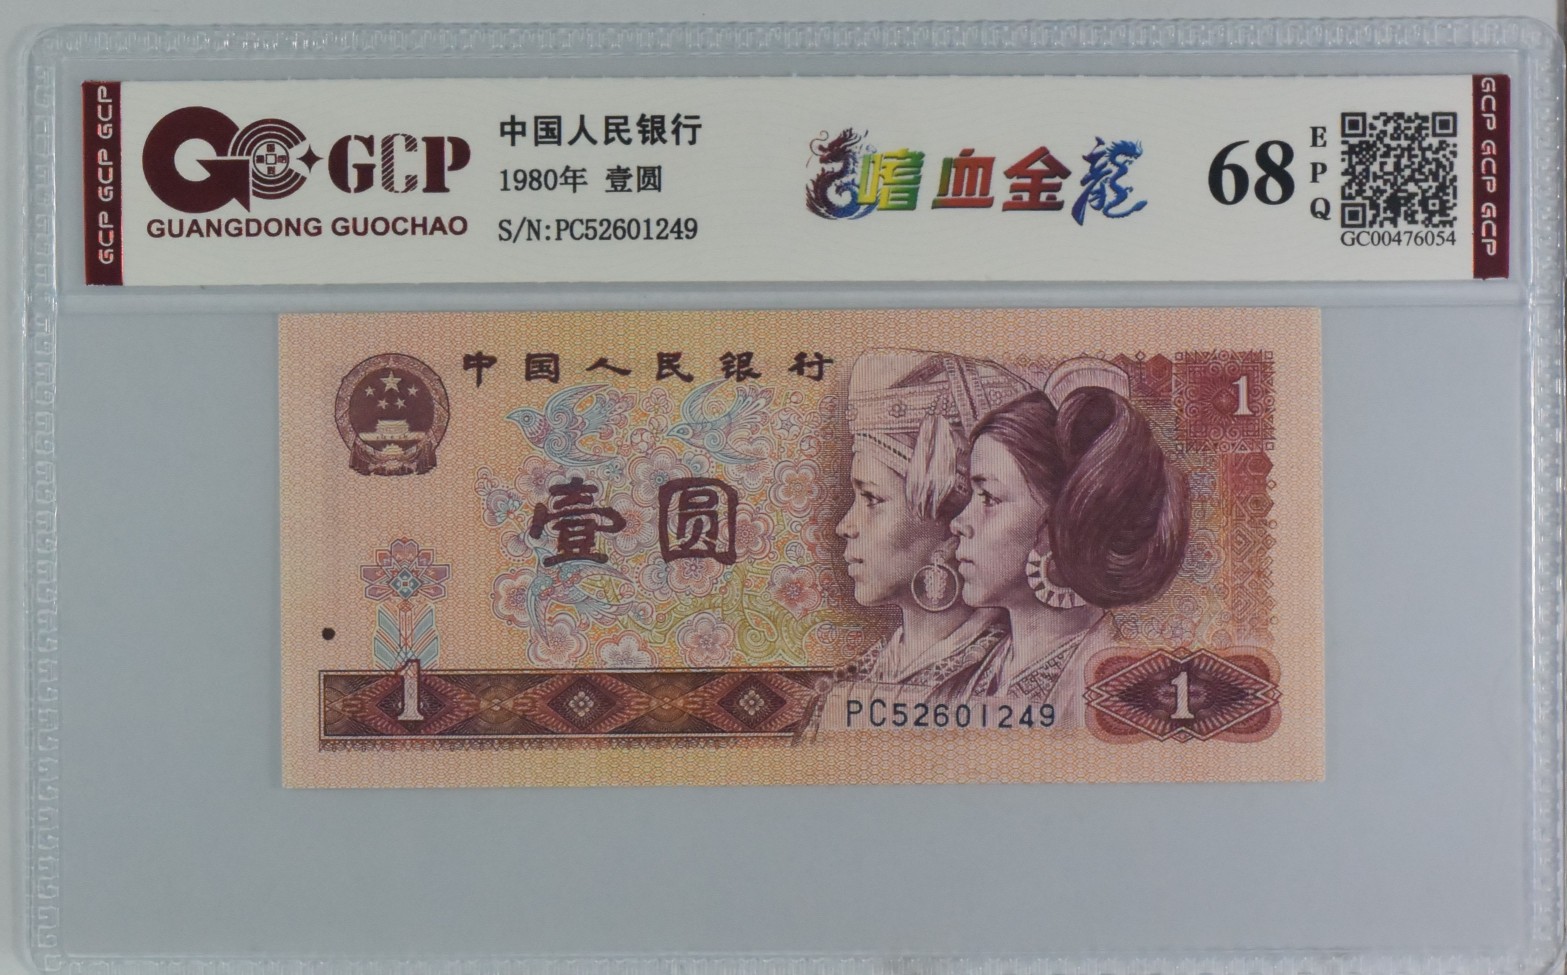 GCP GCP GCP
GCP
GUANGDONG GUOCHAO
中国人民银行
1980年 壹圆
S/N:PC52601249
嗜血金龍
68
EPQ
GC00476054
GCP GCP GCP
中国人民银行
1
壹圆
1
PC52601249
1